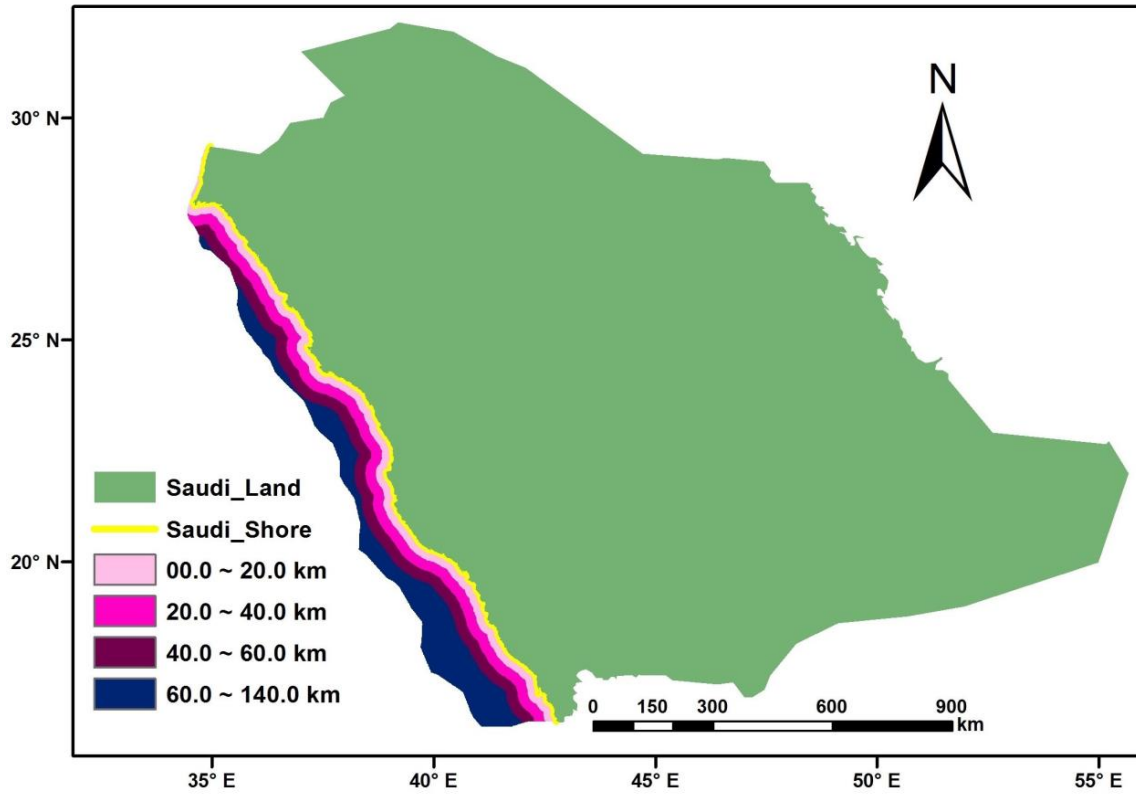 N
30° N
25° N
20° N
Saudi_Land
Saudi_Shore
00.0 ~ 20.0 km
20.0 ~ 40.0 km
40.0 ~ 60.0 km
60.0 ~ 140.0 km
0 150 300 600 900
km
35° E 40° E 45° E 50° E 55° E